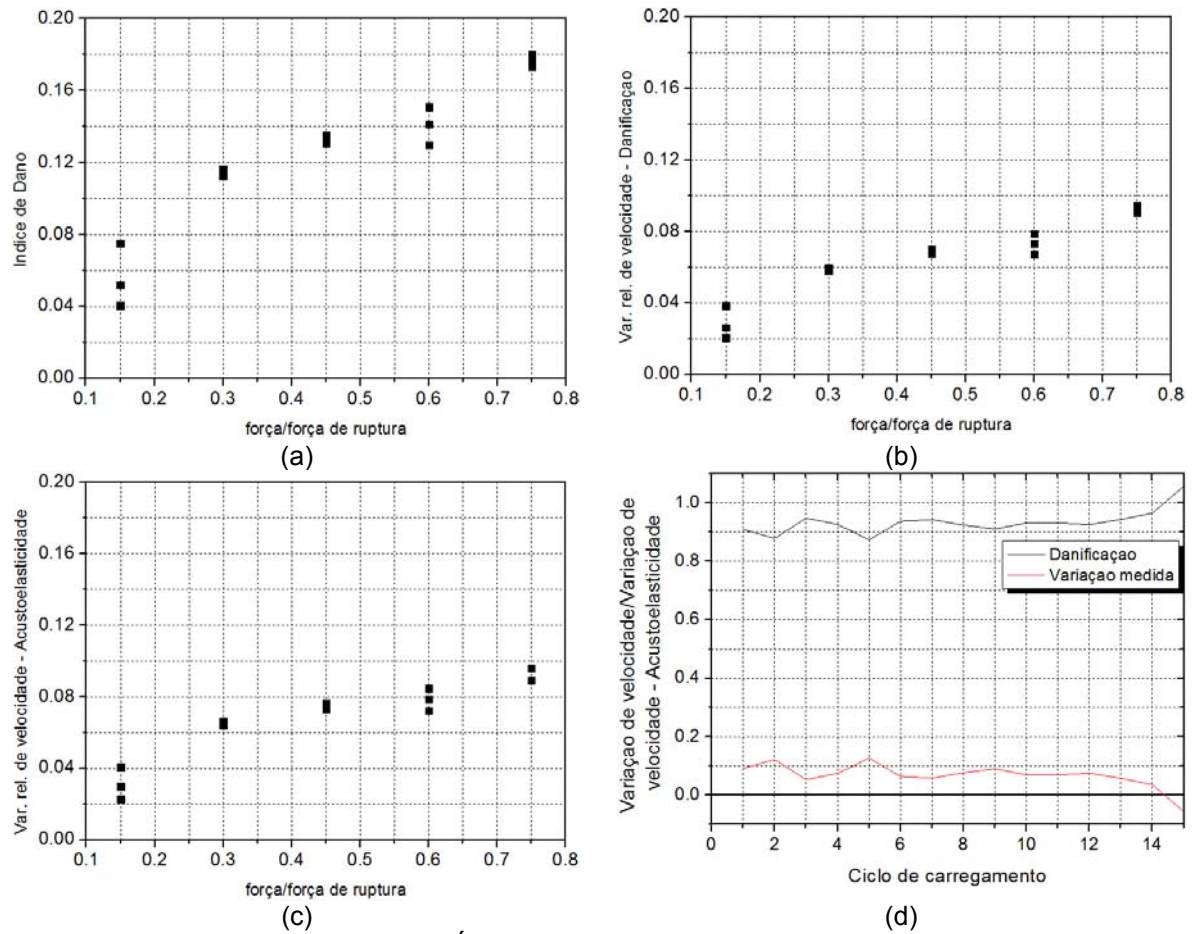 0.20
0.16
0.12
0.08
0.04
0.00
Indice de Dano
0.1 0.2 0.3 0.4 0.5 0.6 0.7 0.8
força/força de ruptura
(a)
0.20
0.16
0.12
0.08
0.04
0.00
Var. rel. de velocidade - Danificaçao
0.1 0.2 0.3 0.4 0.5 0.6 0.7 0.8
força/força de ruptura
(b)
0.20
0.16
0.12
0.08
0.04
0.00
Var. rel. de velocidade - Acustoelasticidade
0.1 0.2 0.3 0.4 0.5 0.6 0.7 0.8
força/força de ruptura
(c)
1.0
0.8
0.6
0.4
0.2
0.0
Variaçao de velocidade/Variaçao de
velocidade - Acustoelasticidade
Danificaçao
Variaçao medida
0 2 4 6 8 10 12 14
Ciclo de carregamento
(d)